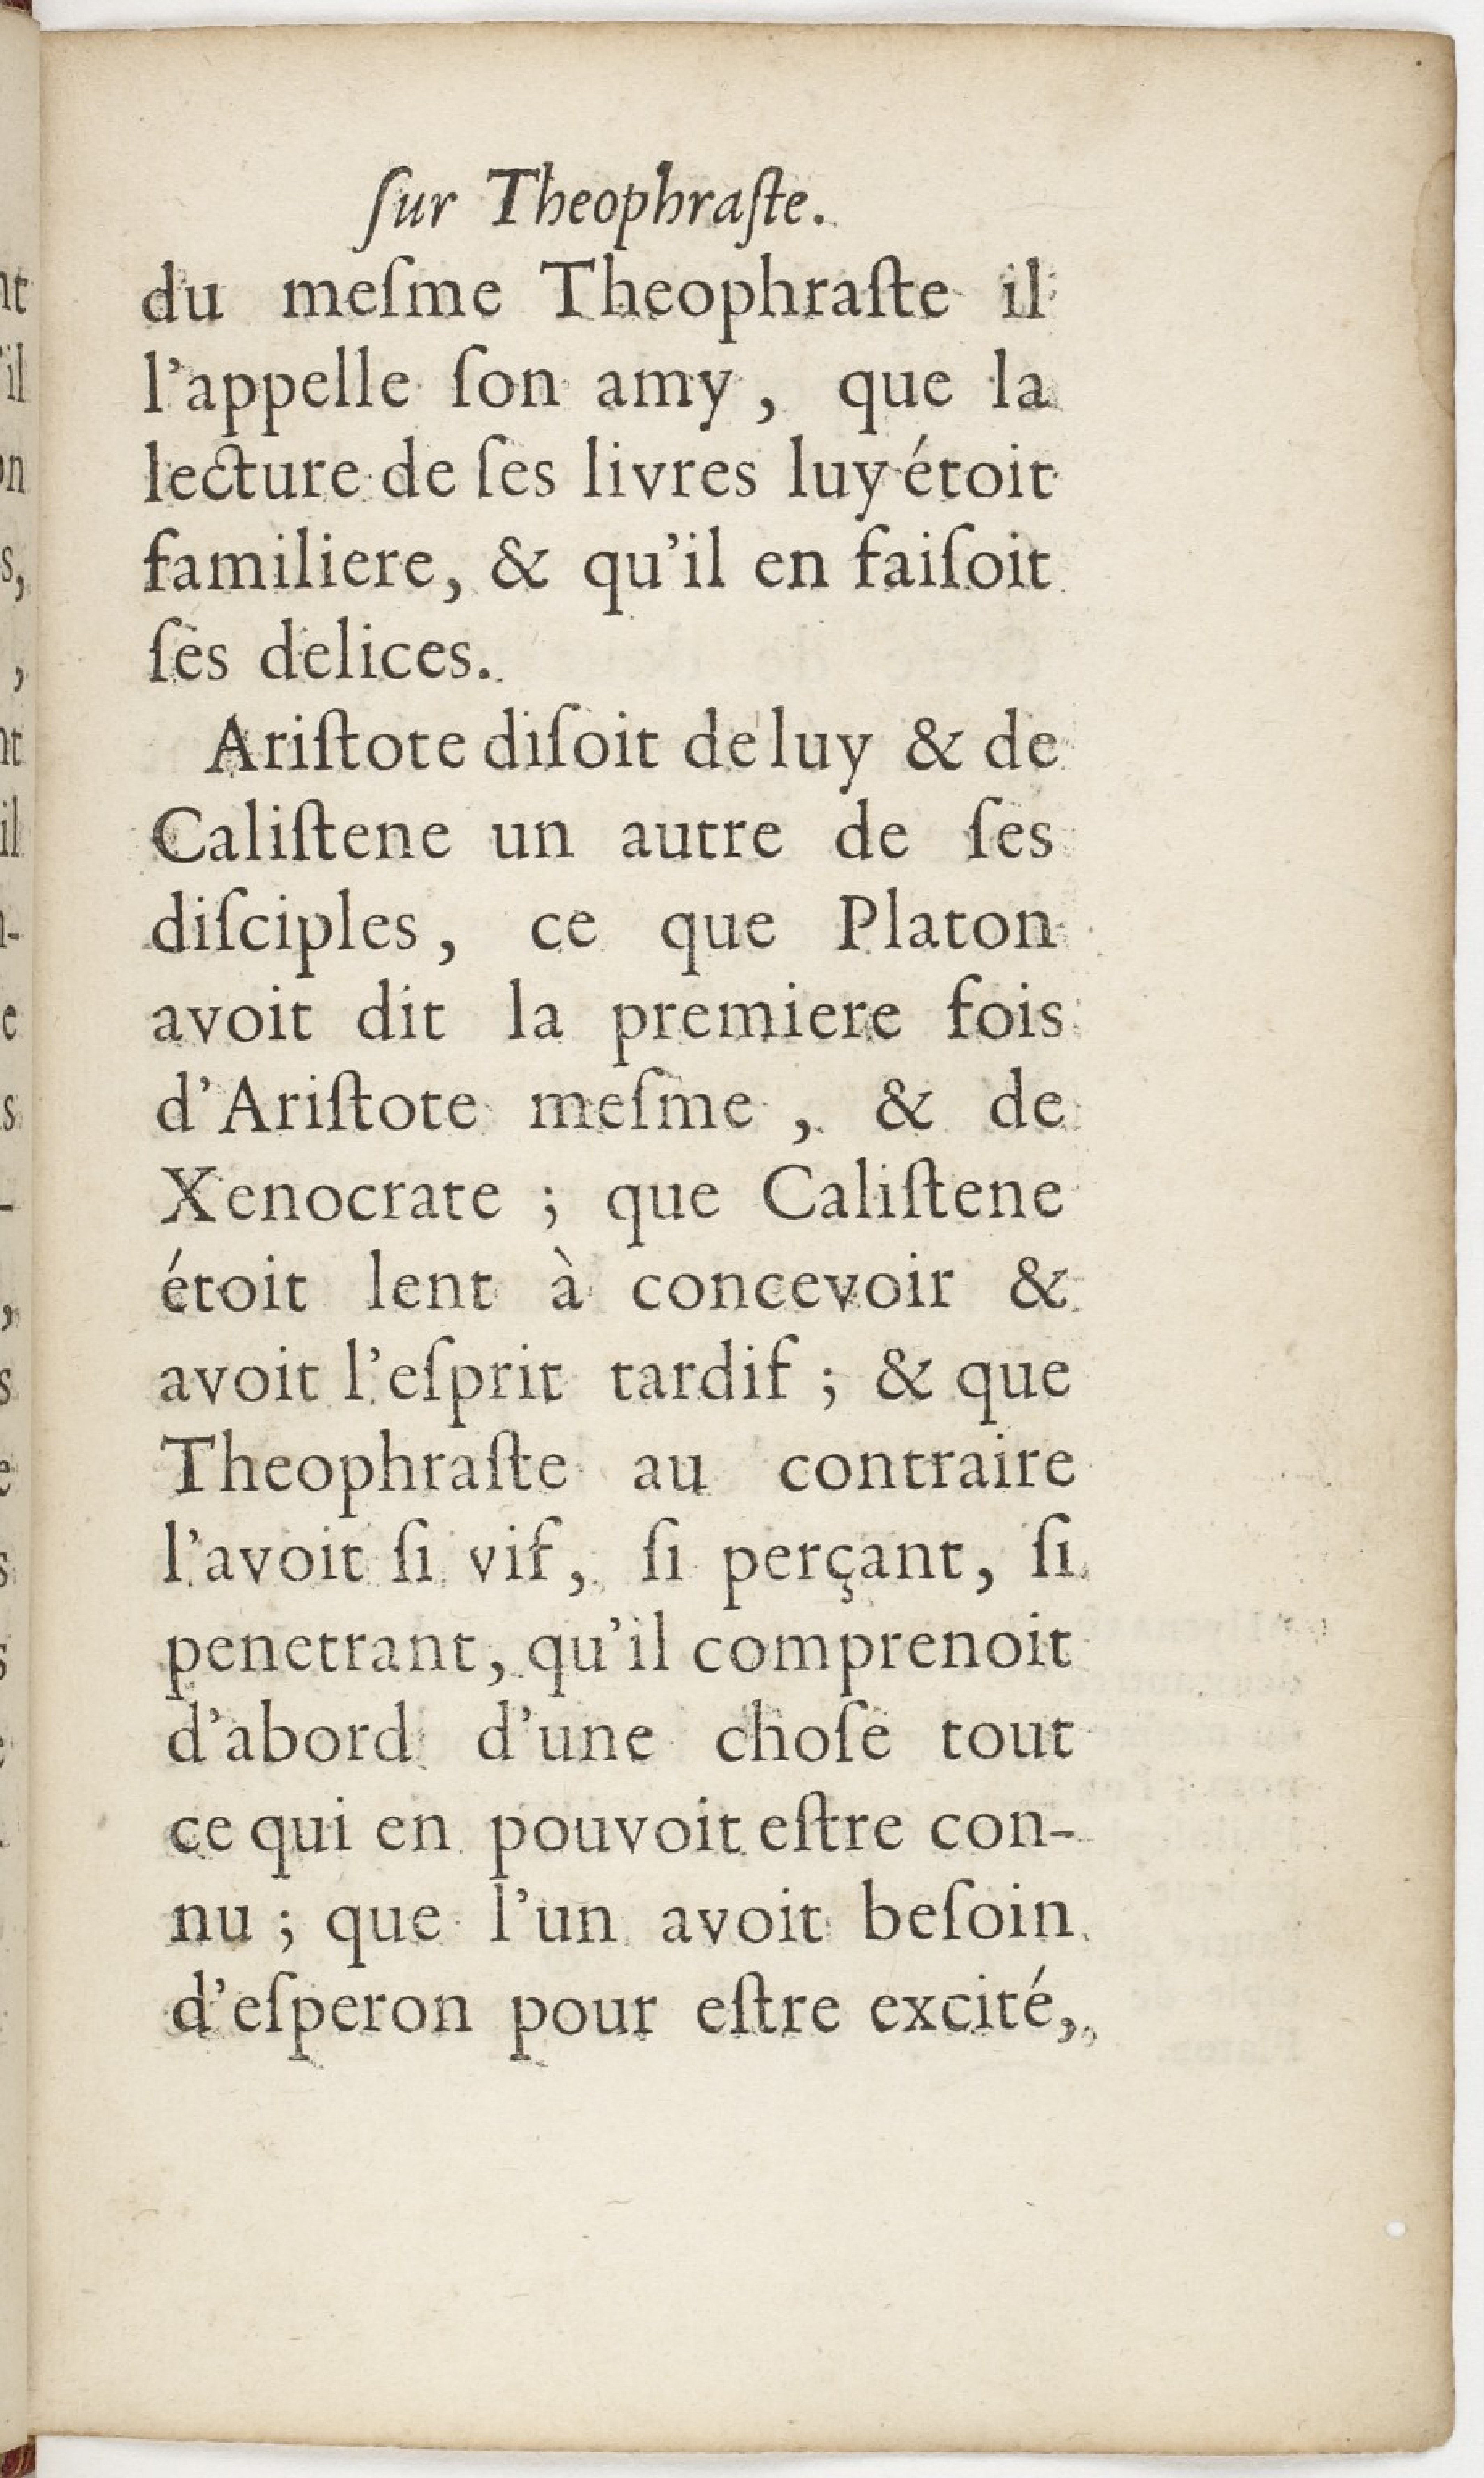 ſur Theophraſte.
du meſme Theophraſte il
l'appelle ſon amy, que la
lecture de ſes livres luy étoit
familiere, & qu'il en faiſoit
ſes delices.
Ariſtote diſoit de luy & de
Caliſtene un autre de ſes
diſciples, ce que Platon
avoit dit la premiere fois
d'Ariſtote meſme, & de
Xenocrate ; que Caliſtene
étoit lent à concevoir &
avoit l'eſprit tardif ; & que
Theophraſte au contraire
l'avoit ſi vif, ſi perçant, ſi
penetrant, qu'il comprenoit
d'abord d'une choſe tout
ce qui en pouvoit eſtre con-
nu ; que l'un avoit beſoin
d'eſperon pour eſtre excité,